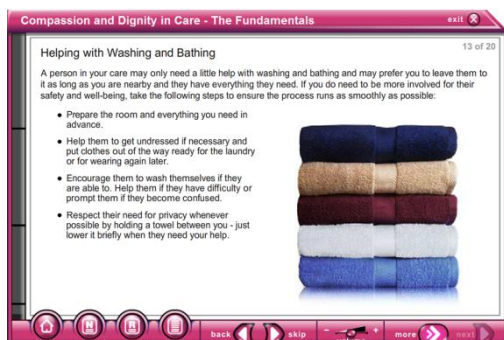 Compassion and Dignity in Care - The Fundamentals
exit
13 of 20
Helping with Washing and Bathing
A person in your care may only need a little help with washing and bathing and may prefer you to leave them to
it as long as you are nearby and they have everything they need. If you do need to be more involved for their
safety and well-being, take the following steps to ensure the process runs as smoothly as possible:
● Prepare the room and everything you need in
advance.
● Help them to get undressed if necessary and
put clothes out of the way ready for the laundry
or for wearing again later.
● Encourage them to wash themselves if they
are able to. Help them if they have difficulty or
prompt them if they become confused.
● Respect their need for privacy whenever
possible by holding a towel between you - just
lower it briefly when they need your help.
back skip - + more next